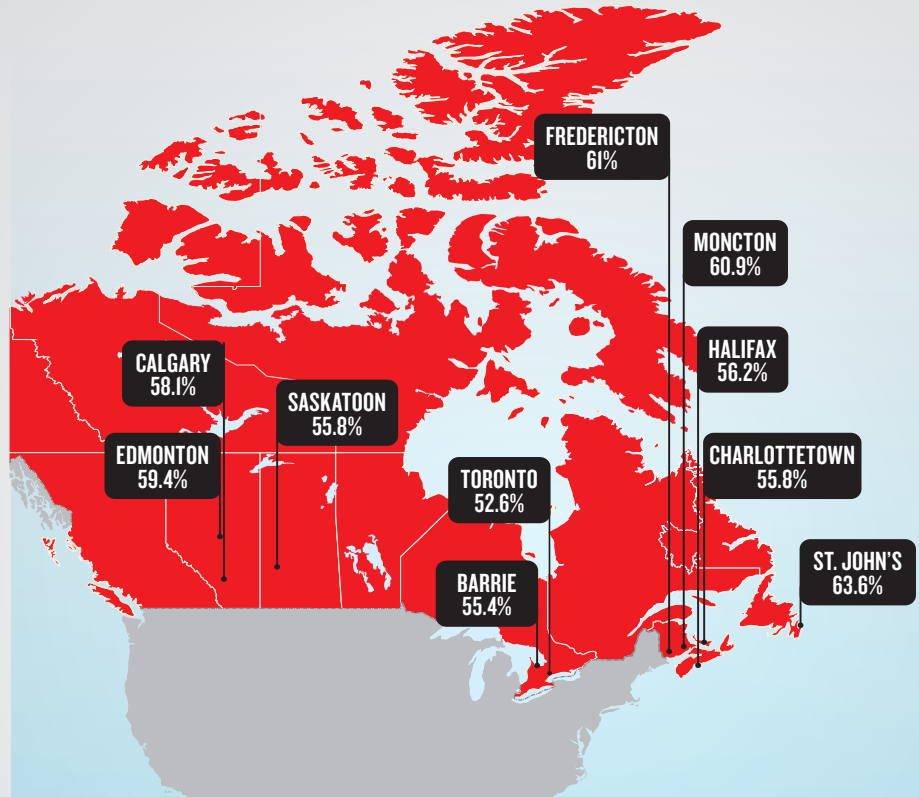 FREDERICTON
61%
MONCTON
60.9%
HALIFAX
56.2%
CALGARY
58.1%
SASKATOON
55.8%
EDMONTON
59.4%
CHARLOTTETOWN
55.8%
TORONTO
52.6%
ST. JOHN'S
63.6%
BARRIE
55.4%